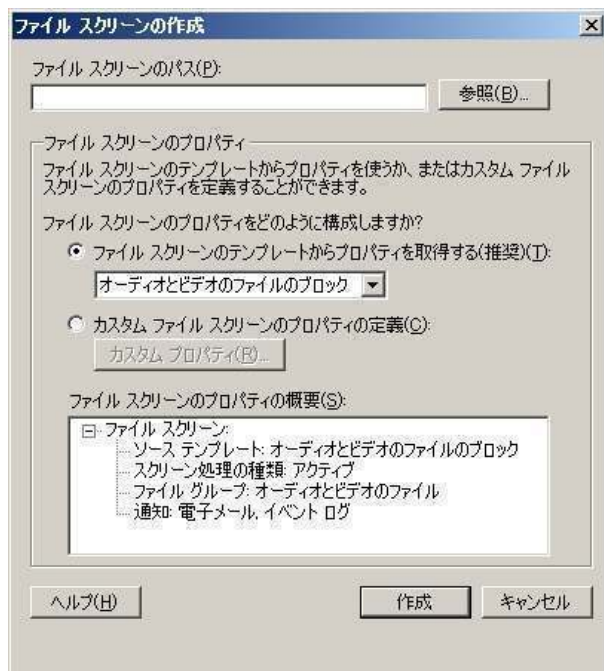 ファイル スクリーンの作成
ファイル スクリーンのパス(P):
参照(B)...
ファイル スクリーンのプロパティ
ファイル スクリーンのテンプレートからプロパティを使うか、またはカスタム ファイル
スクリーンのプロパティを定義することができます。
ファイル スクリーンのプロパティをどのように構成しますか?
ファイル スクリーンのテンプレートからプロパティを取得する(推奨)(T):
オーディオとビデオのファイルのブロック
カスタム ファイル スクリーンのプロパティの定義(C):
カスタム プロパティ(R)...
ファイル スクリーンのプロパティの概要(S):
ファイル スクリーン:
ソース テンプレート: オーディオとビデオのファイルのブロック
スクリーン処理の種類: アクティブ
ファイル グループ: オーディオとビデオのファイル
通知: 電子メール, イベント ログ
ヘルプ(H)
作成
キャンセル